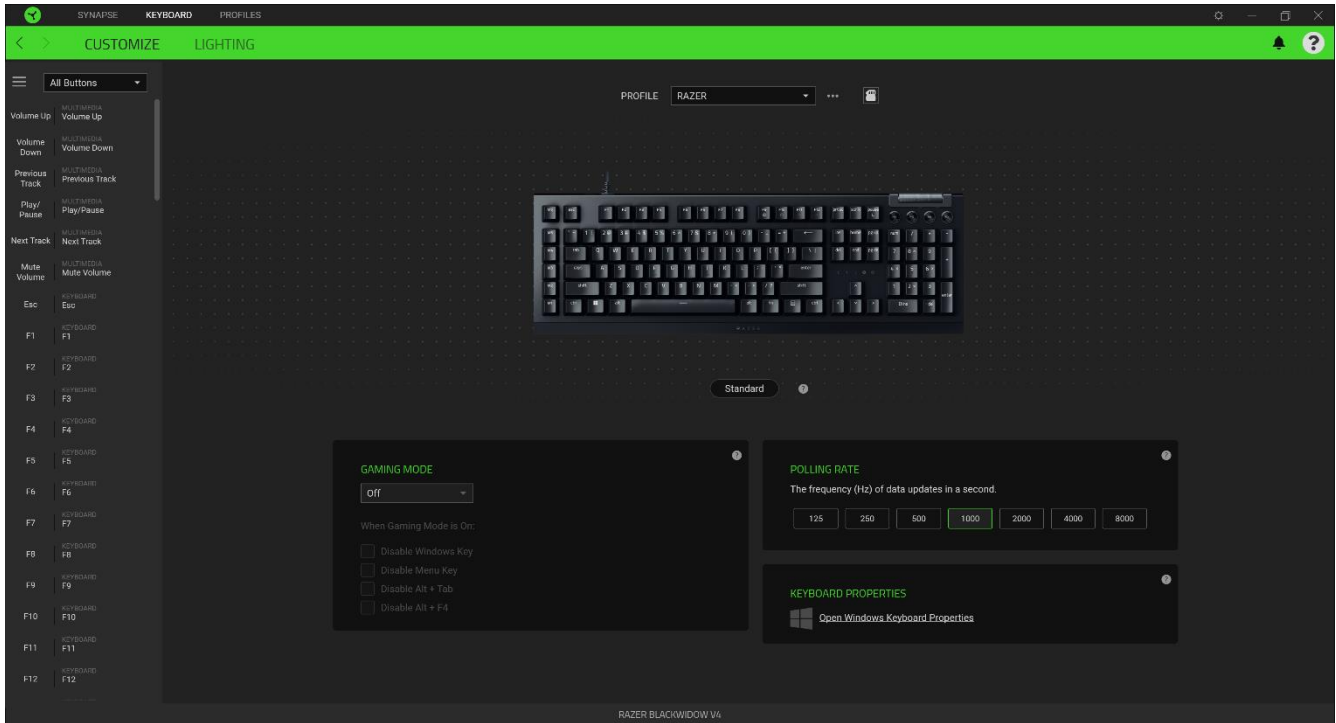 SYNAPSE KEYBOARD PROFILES
CUSTOMIZE LIGHTING
All Buttons
PROFILE RAZER
MULTIMEDIA
Volume Up Volume Up
MULTIMEDIA
Volume Down Volume Down
MULTIMEDIA
Previous Track Previous Track
MULTIMEDIA
Play/Pause Play/Pause
MULTIMEDIA
Next Track Next Track
MULTIMEDIA
Mute Volume Mute Volume
KEYBOARD
Esc Esc
KEYBOARD
F1 F1
KEYBOARD
F2 F2
KEYBOARD
F3 F3
KEYBOARD
F4 F4
KEYBOARD
F5 F5
KEYBOARD
F6 F6
KEYBOARD
F7 F7
KEYBOARD
F8 F8
KEYBOARD
F9 F9
KEYBOARD
F10 F10
KEYBOARD
F11 F11
KEYBOARD
F12 F12
Standard
GAMING MODE
Off
When Gaming Mode is On:
Disable Windows Key
Disable Menu Key
Disable Alt + Tab
Disable Alt + F4
POLLING RATE
The frequency (Hz) of data updates in a second.
125 250 500 1000 2000 4000 8000
KEYBOARD PROPERTIES
Open Windows Keyboard Properties
RAZER BLACKWIDOW V4